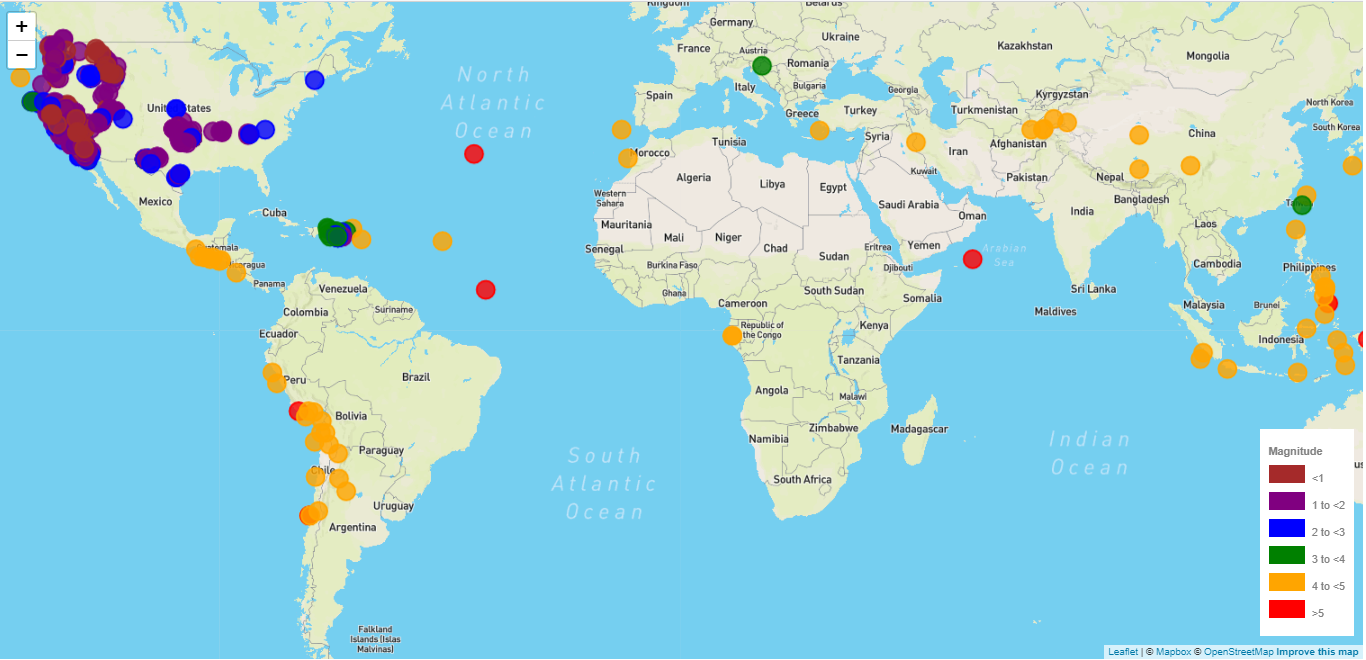 +
−
Kingdom
Belarus
Germany
Ukraine
France
Austria
Kazakhstan
Mongolia
Romania
North
Atlantic
Ocean
Italy
Bulgaria
Georgia
Kyrgyzstan
Spain
North Korea
United States
Greece
Turkey
Turkmenistan
South Korea
China
Tunisia
Syria
Afghanistan
Iran
Morocco
Algeria
Libya
Egypt
Kuwait
Pakistan
Nepal
Western
Sahara
Mexico
Cuba
Saudi Arabia
Bangladesh
Oman
India
Mauritania
Mali
Niger
Chad
Laos
Senegal
Sudan
Eritrea
Yemen
Arabian
Sea
Guatemala
Nicaragua
Burkina Faso
Djibouti
Cambodia
Philippines
Panama
Venezuela
Ghana
South Sudan
Somalia
Sri Lanka
Colombia
Suriname
Cameroon
Maldives
Malaysia
Brunei
Ecuador
Republic of
the Congo
Kenya
Indonesia
Tanzania
Peru
Brazil
Angola
Malawi
Bolivia
Zimbabwe
Madagascar
Namibia
Indian
Ocean
Paraguay
South
Atlantic
Ocean
Chile
South Africa
Uruguay
Argentina
Falkland
Islands [Islas
Malvinas]
Magnitude
<1
1 to <2
2 to <3
3 to <4
4 to <5
>5
Leaflet | © Mapbox © OpenStreetMap Improve this map